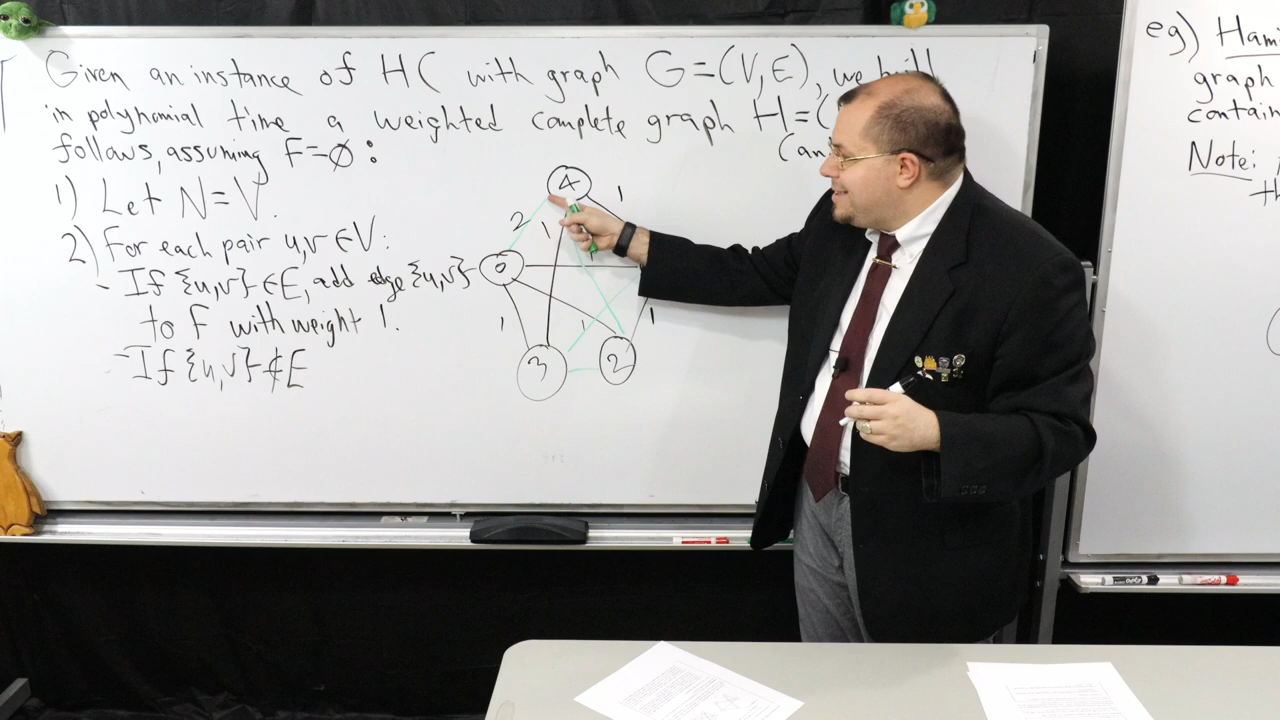 Given an instance of HC with graph G=(V,E), we build
in polynomial time a weighted complete graph H=(
(an
follows, assuming F=∅:
1) Let N=V.
2) For each pair u,v∈V:
- If {u,v}∈E, add edge {u,v}
to F with weight 1.
- If {u,v}∉E
4
1
2
1
0
1
1
1
3
2
eg) Ham
graph
contain
Note:
th